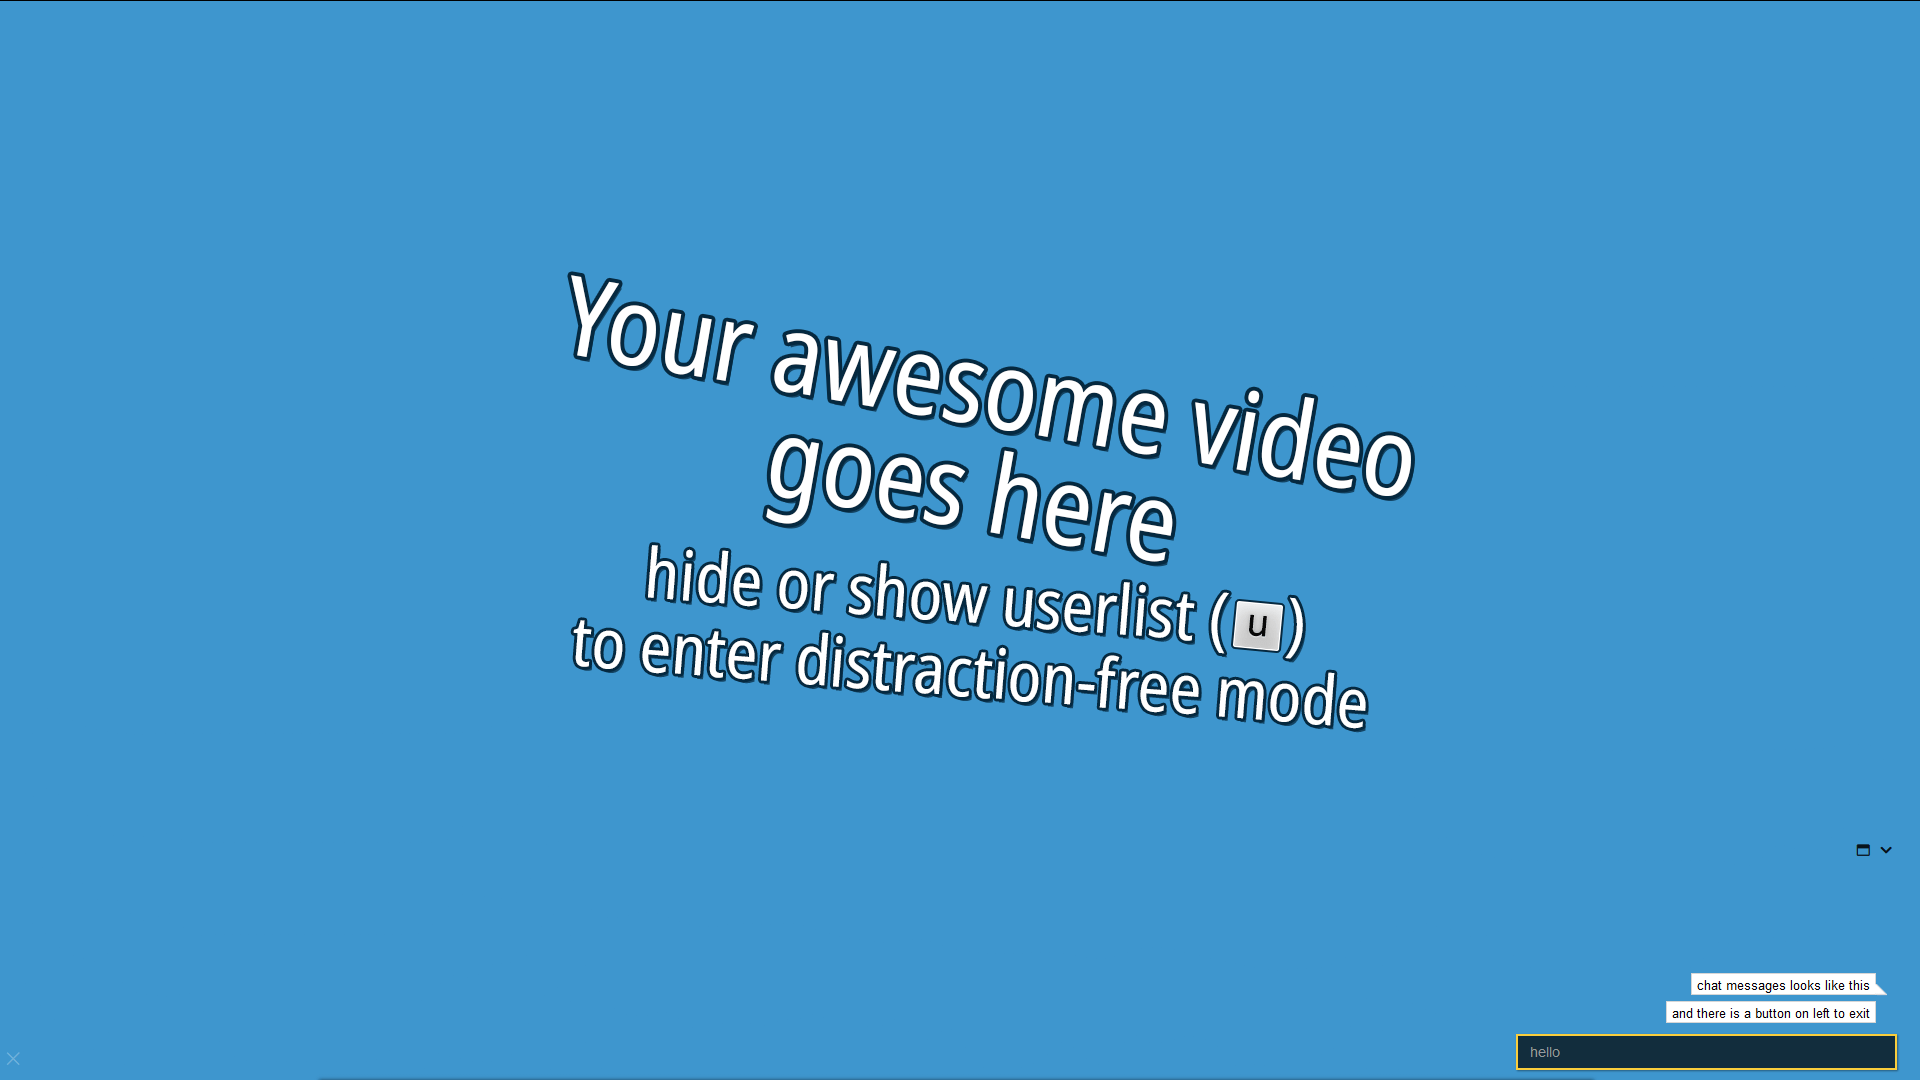 Your awesome video
goes here
hide or show userlist (u)
to enter distraction-free mode
chat messages looks like this
and there is a button on left to exit
hello